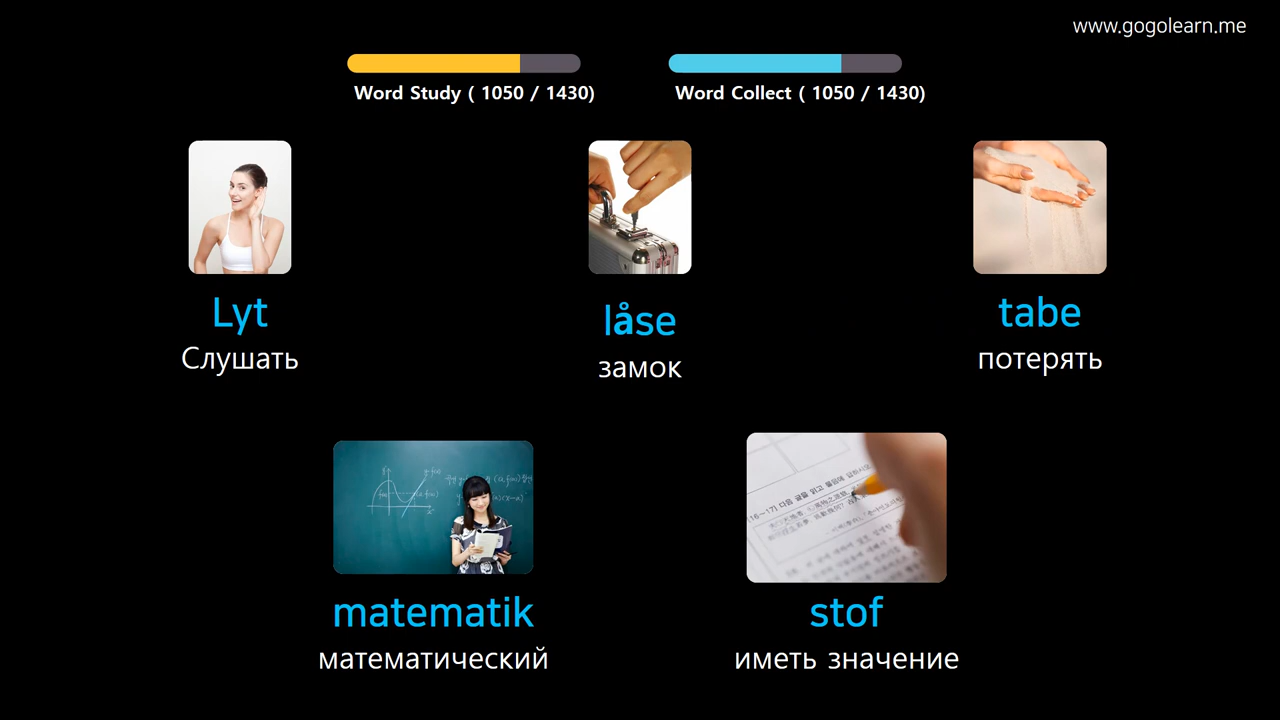 www.gogolearn.me
Word Study ( 1050 / 1430)
Word Collect ( 1050 / 1430)
Lyt
Слушать
låse
замок
tabe
потерять
matematik
математический
stof
иметь значение